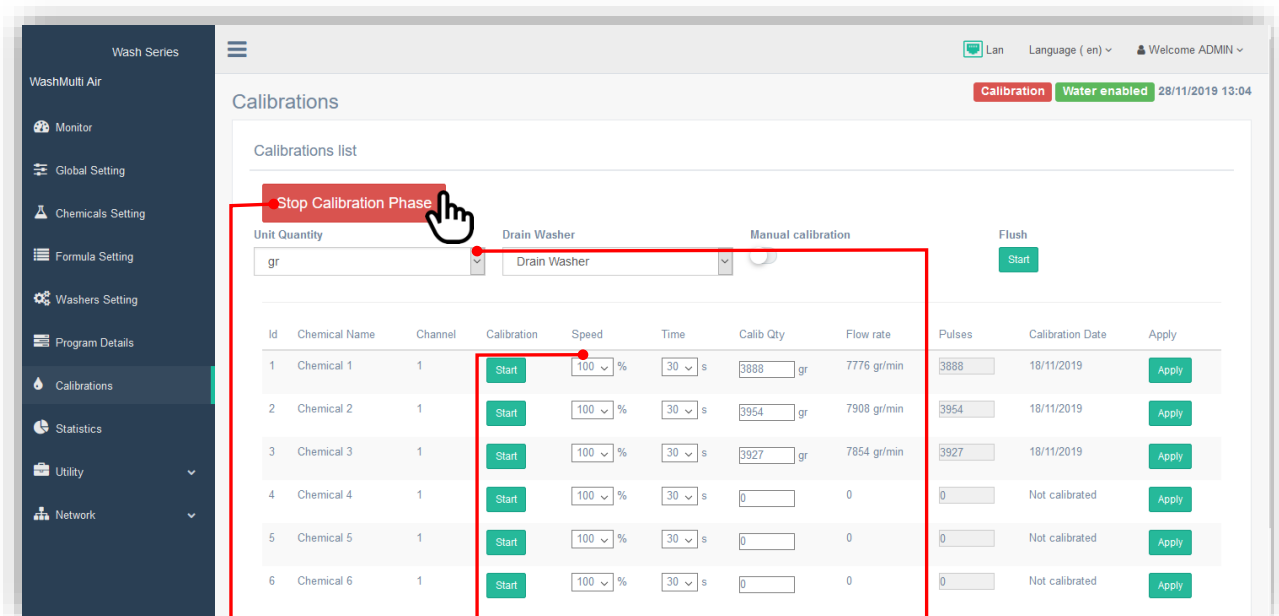 Wash Series
Lan Language ( en) Welcome ADMIN
WashMulti Air
Calibration Water enabled 28/11/2019 13:04
Calibrations
Monitor
Calibrations list
Global Setting
Stop Calibration Phase
Chemicals Setting
Unit Quantity Drain Washer Manual calibration Flush
Formula Setting
gr Drain Washer Start
Washers Setting
Id Chemical Name Channel Calibration Speed Time Calib Qty Flow rate Pulses Calibration Date Apply
Program Details
1 Chemical 1 1 Start 100 % 30 s 3888 gr 7776 gr/min 3888 18/11/2019 Apply
Calibrations
2 Chemical 2 1 Start 100 % 30 s 3954 gr 7908 gr/min 3954 18/11/2019 Apply
Statistics
3 Chemical 3 1 Start 100 % 30 s 3927 gr 7854 gr/min 3927 18/11/2019 Apply
Utility
4 Chemical 4 1 Start 100 % 30 s 0 0 0 Not calibrated Apply
Network
5 Chemical 5 1 Start 100 % 30 s 0 0 0 Not calibrated Apply
6 Chemical 6 1 Start 100 % 30 s 0 0 0 Not calibrated Apply